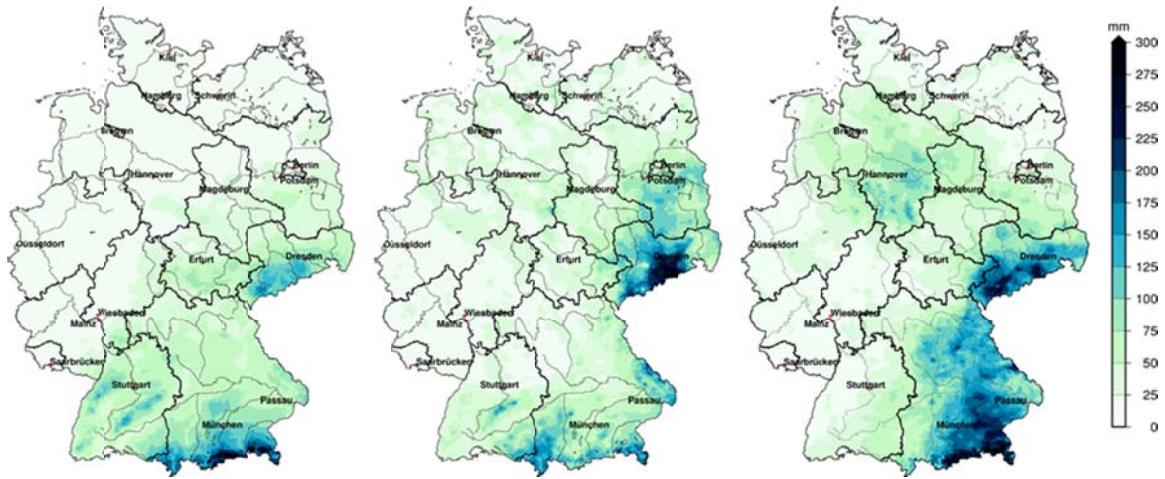 Kiel
Hamburg
Schwerin
Bremen
Berlin
Hannover
Potsdam
Magdeburg
Düsseldorf
Erfurt
Dresden
Wiesbaden
Mainz
Saarbrücken
Stuttgart
Passau
München
Kiel
Hamburg
Schwerin
Bremen
Berlin
Hannover
Potsdam
Magdeburg
Düsseldorf
Erfurt
Wiesbaden
Mainz
Saarbrücken
Stuttgart
Passau
München
Kiel
Hamburg
Schwerin
Bremen
Berlin
Hannover
Potsdam
Magdeburg
Düsseldorf
Erfurt
Dresden
Wiesbaden
Mainz
Saarbrücken
Stuttgart
Passau
München
mm
300
275
250
225
200
175
150
125
100
75
50
25
0